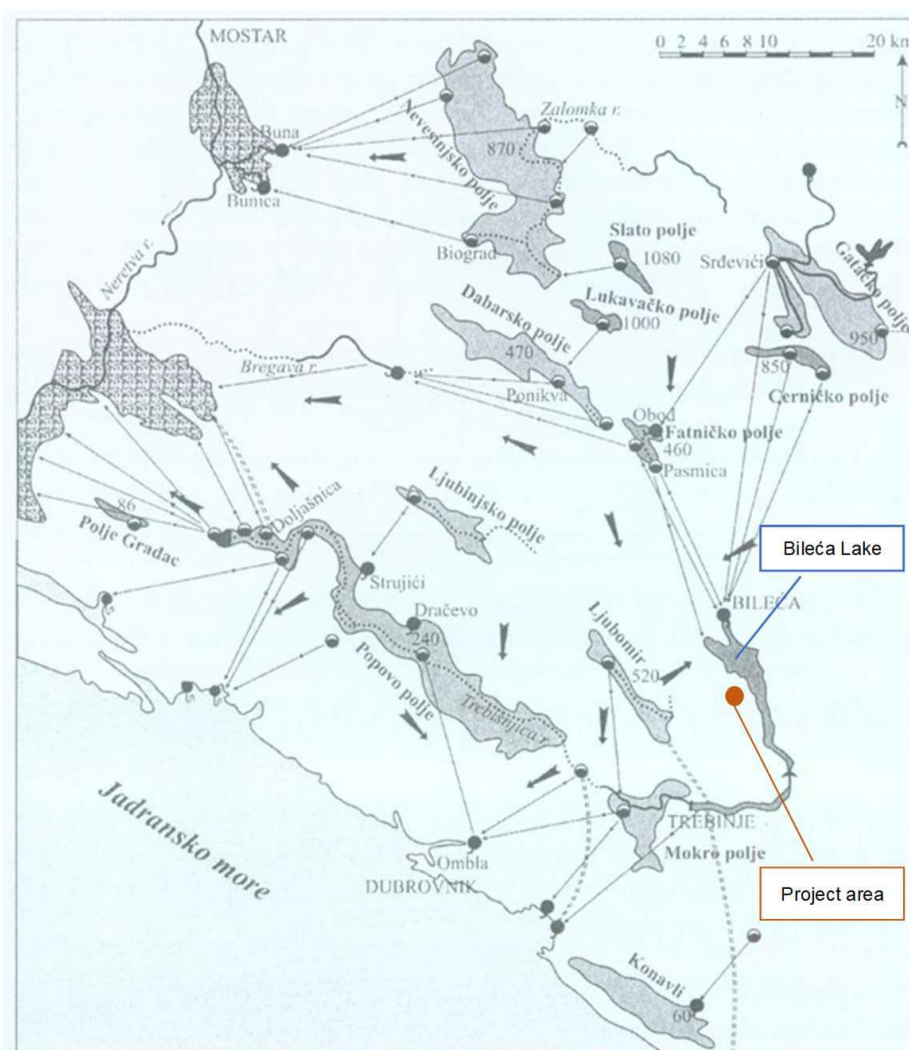 MOSTAR
0 2 4 6 8 10 20 km
N
Zalomka r.
Nevesinjsko polje
870
Buna
Bunica
Biograd
Neretva r.
Slato polje
1080
Srđevići
Gatačko polje
950
Lukavačko polje
1000
Dabarsko polje
470
Ponikva
Bregava r.
850
Cerničko polje
Obod
Fatničko polje
460
Pasmica
Ljubinjsko polje
86
Polje Gradac
Doljašnica
Strujići
Bileća Lake
BILEĆA
Dračevo
240
Popovo polje
Trebišnjica r.
Ljubomir
520
Jadransko more
TREBINJE
Mokro polje
Ombla
DUBROVNIK
Project area
Konavli
60